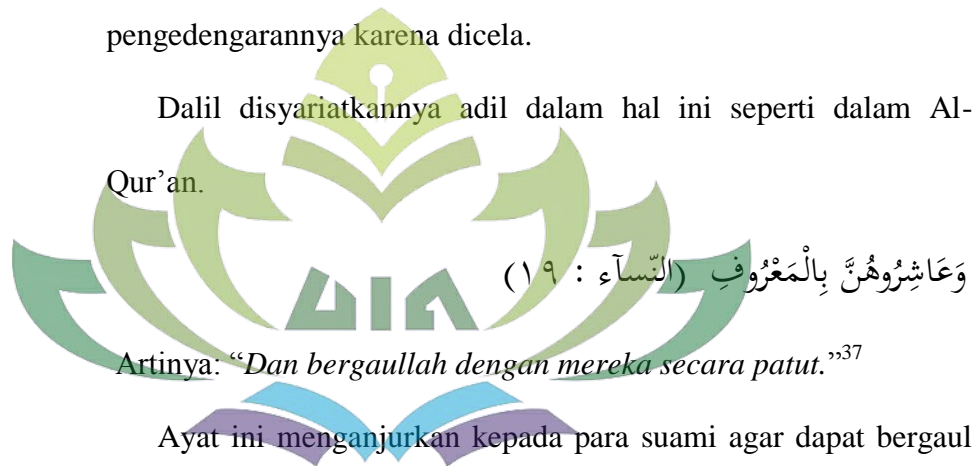 pengedengarannya karena dicela.
Dalil disyariatkannya adil dalam hal ini seperti dalam Al-
Qur’an.
وَعَاشِرُوهُنَّ بِالْمَعْرُوفِ (النّسآء : ١٩)
UIN
Artinya: “Dan bergaullah dengan mereka secara patut.”37
Ayat ini menganjurkan kepada para suami agar dapat bergaul